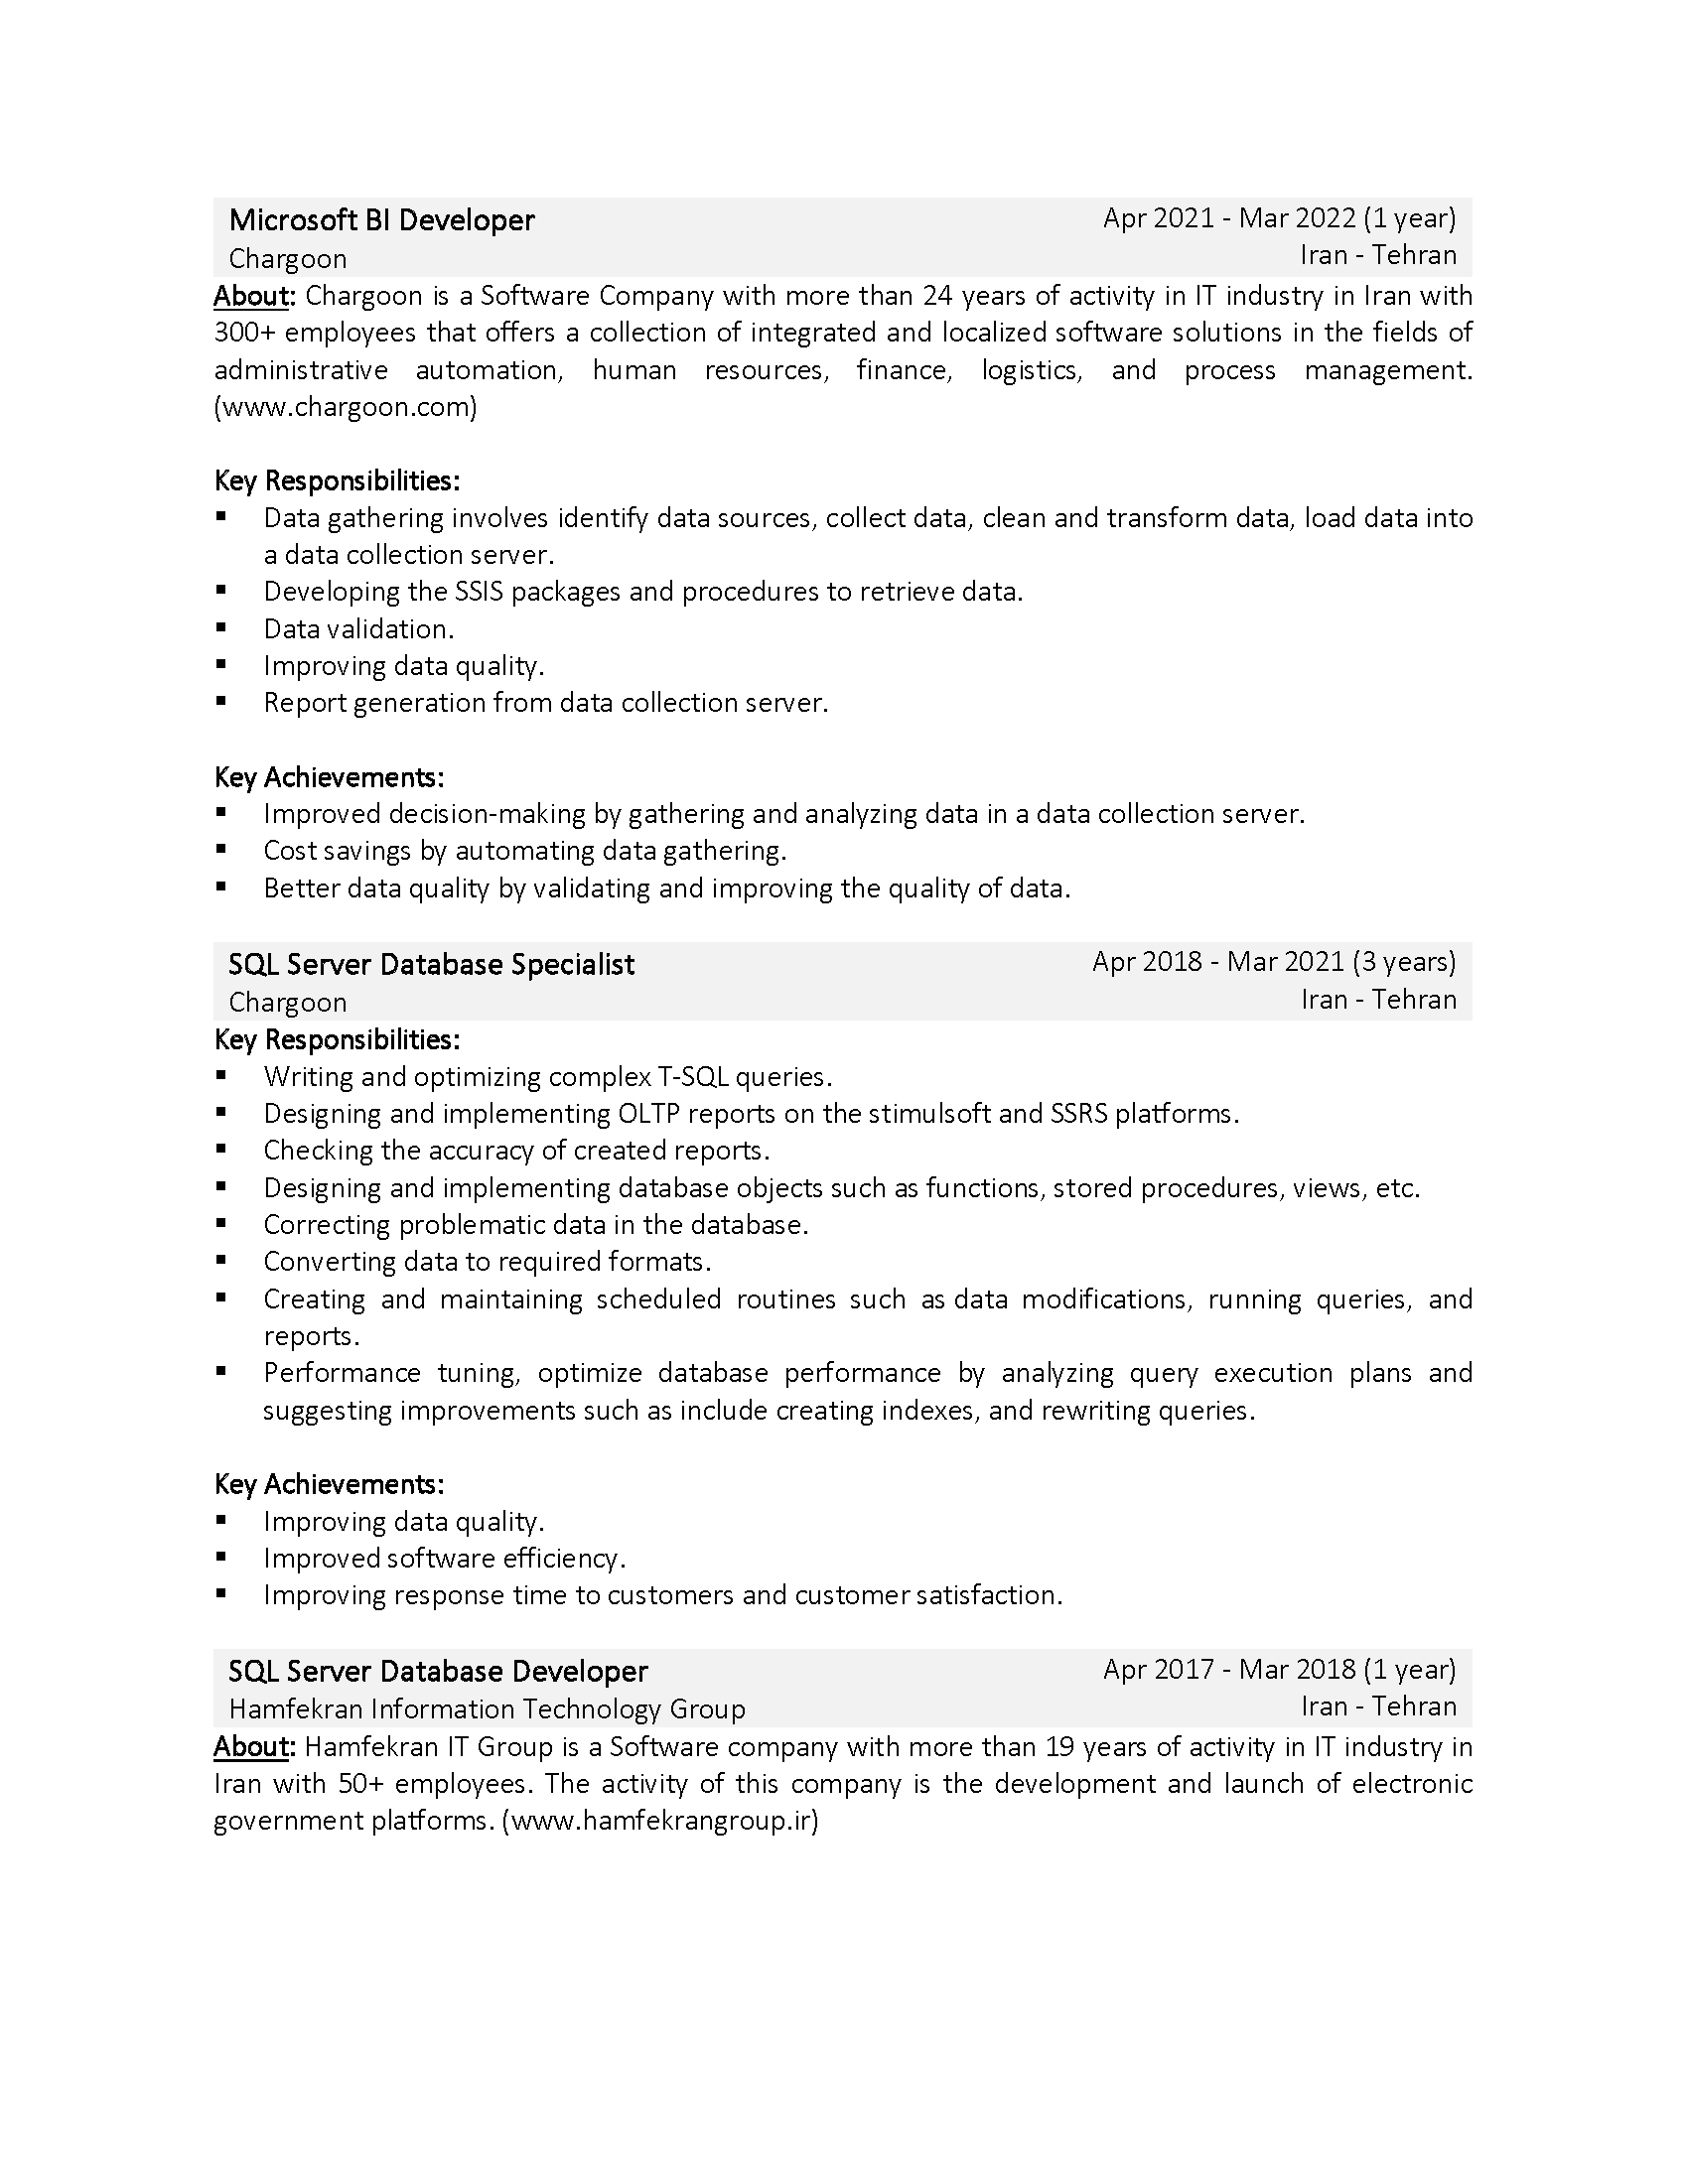 Microsoft BI Developer Apr 2021 - Mar 2022 (1 year)
Chargoon Iran - Tehran
About: Chargoon is a Software Company with more than 24 years of activity in IT industry in Iran with
300+ employees that offers a collection of integrated and localized software solutions in the fields of
administrative automation, human resources, finance, logistics, and process management.
(www.chargoon.com)
Key Responsibilities:
▪ Data gathering involves identify data sources, collect data, clean and transform data, load data into
a data collection server.
▪ Developing the SSIS packages and procedures to retrieve data.
▪ Data validation.
▪ Improving data quality.
▪ Report generation from data collection server.
Key Achievements:
▪ Improved decision-making by gathering and analyzing data in a data collection server.
▪ Cost savings by automating data gathering.
▪ Better data quality by validating and improving the quality of data.
SQL Server Database Specialist Apr 2018 - Mar 2021 (3 years)
Chargoon Iran - Tehran
Key Responsibilities:
▪ Writing and optimizing complex T-SQL queries.
▪ Designing and implementing OLTP reports on the stimulsoft and SSRS platforms.
▪ Checking the accuracy of created reports.
▪ Designing and implementing database objects such as functions, stored procedures, views, etc.
▪ Correcting problematic data in the database.
▪ Converting data to required formats.
▪ Creating and maintaining scheduled routines such as data modifications, running queries, and
reports.
▪ Performance tuning, optimize database performance by analyzing query execution plans and
suggesting improvements such as include creating indexes, and rewriting queries.
Key Achievements:
▪ Improving data quality.
▪ Improved software efficiency.
▪ Improving response time to customers and customer satisfaction.
SQL Server Database Developer Apr 2017 - Mar 2018 (1 year)
Hamfekran Information Technology Group Iran - Tehran
About: Hamfekran IT Group is a Software company with more than 19 years of activity in IT industry in
Iran with 50+ employees. The activity of this company is the development and launch of electronic
government platforms. (www.hamfekrangroup.ir)